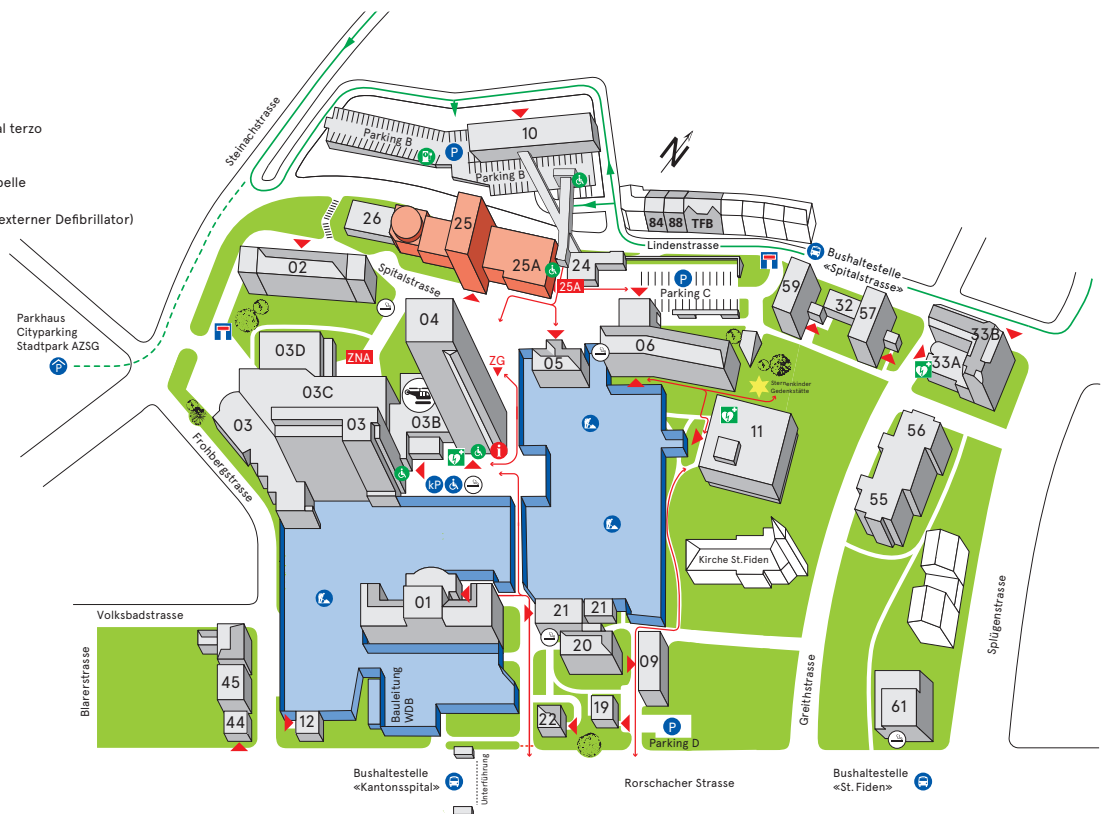 al terzo
pelle
externer Defibrillator)
Steinachstrasse
Parking B
P
10
Parking B
N
84 88 TFB
Lindenstrasse
Bushaltestelle
«Spitalstrasse»
26
25
25A
24
25A
P
Parking C
02
Spitalstrasse
59
32
57
33B
33A
Parkhaus
Cityparking
Stadtpark AZSG
P
04
03D
ZNA
ZG
05
06
Sternenkinder
Gedenkstätte
03C
03
03
03B
i
kP
11
56
55
Frohbergstrasse
Kirche St.Fiden
01
21
21
20
09
Volksbadstrasse
Blarerstrasse
45
44
12
Bauleitung
WDB
22
19
P
Parking D
61
Greithstrasse
Splügenstrasse
Unterführung
Bushaltestelle
«Kantonsspital»
Rorschacher Strasse
Bushaltestelle
«St. Fiden»